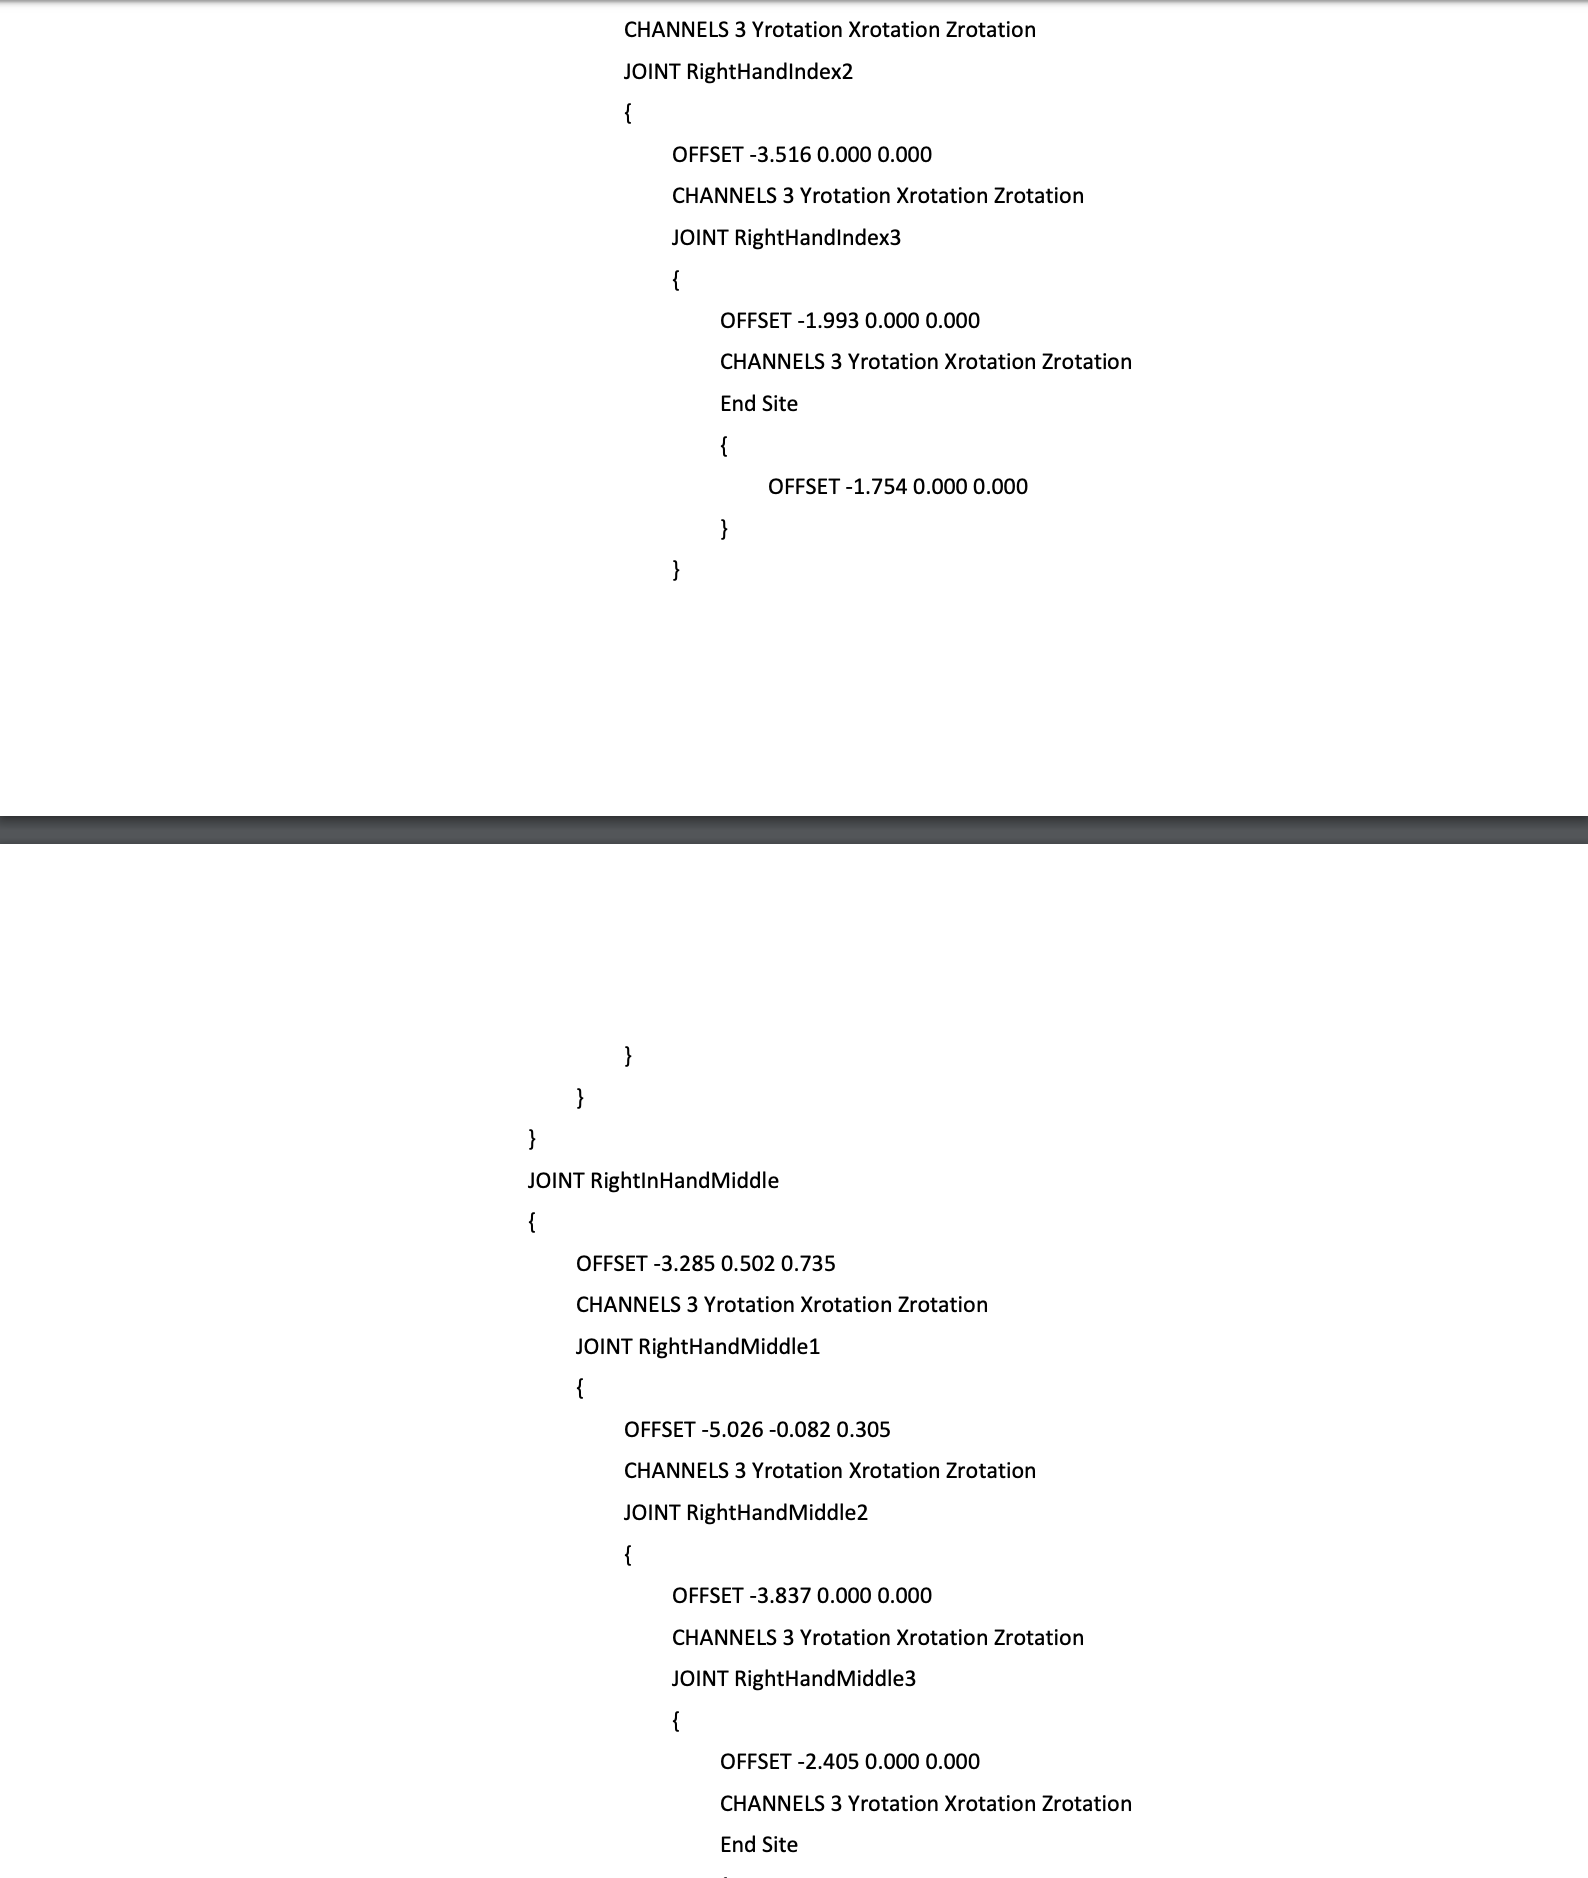 CHANNELS 3 Yrotation Xrotation Zrotation
JOINT RightHandIndex2
{
OFFSET -3.516 0.000 0.000
CHANNELS 3 Yrotation Xrotation Zrotation
JOINT RightHandIndex3
{
OFFSET -1.993 0.000 0.000
CHANNELS 3 Yrotation Xrotation Zrotation
End Site
{
OFFSET -1.754 0.000 0.000
}
}
}
}
}
JOINT RightInHandMiddle
{
OFFSET -3.285 0.502 0.735
CHANNELS 3 Yrotation Xrotation Zrotation
JOINT RightHandMiddle1
{
OFFSET -5.026 -0.082 0.305
CHANNELS 3 Yrotation Xrotation Zrotation
JOINT RightHandMiddle2
{
OFFSET -3.837 0.000 0.000
CHANNELS 3 Yrotation Xrotation Zrotation
JOINT RightHandMiddle3
{
OFFSET -2.405 0.000 0.000
CHANNELS 3 Yrotation Xrotation Zrotation
End Site